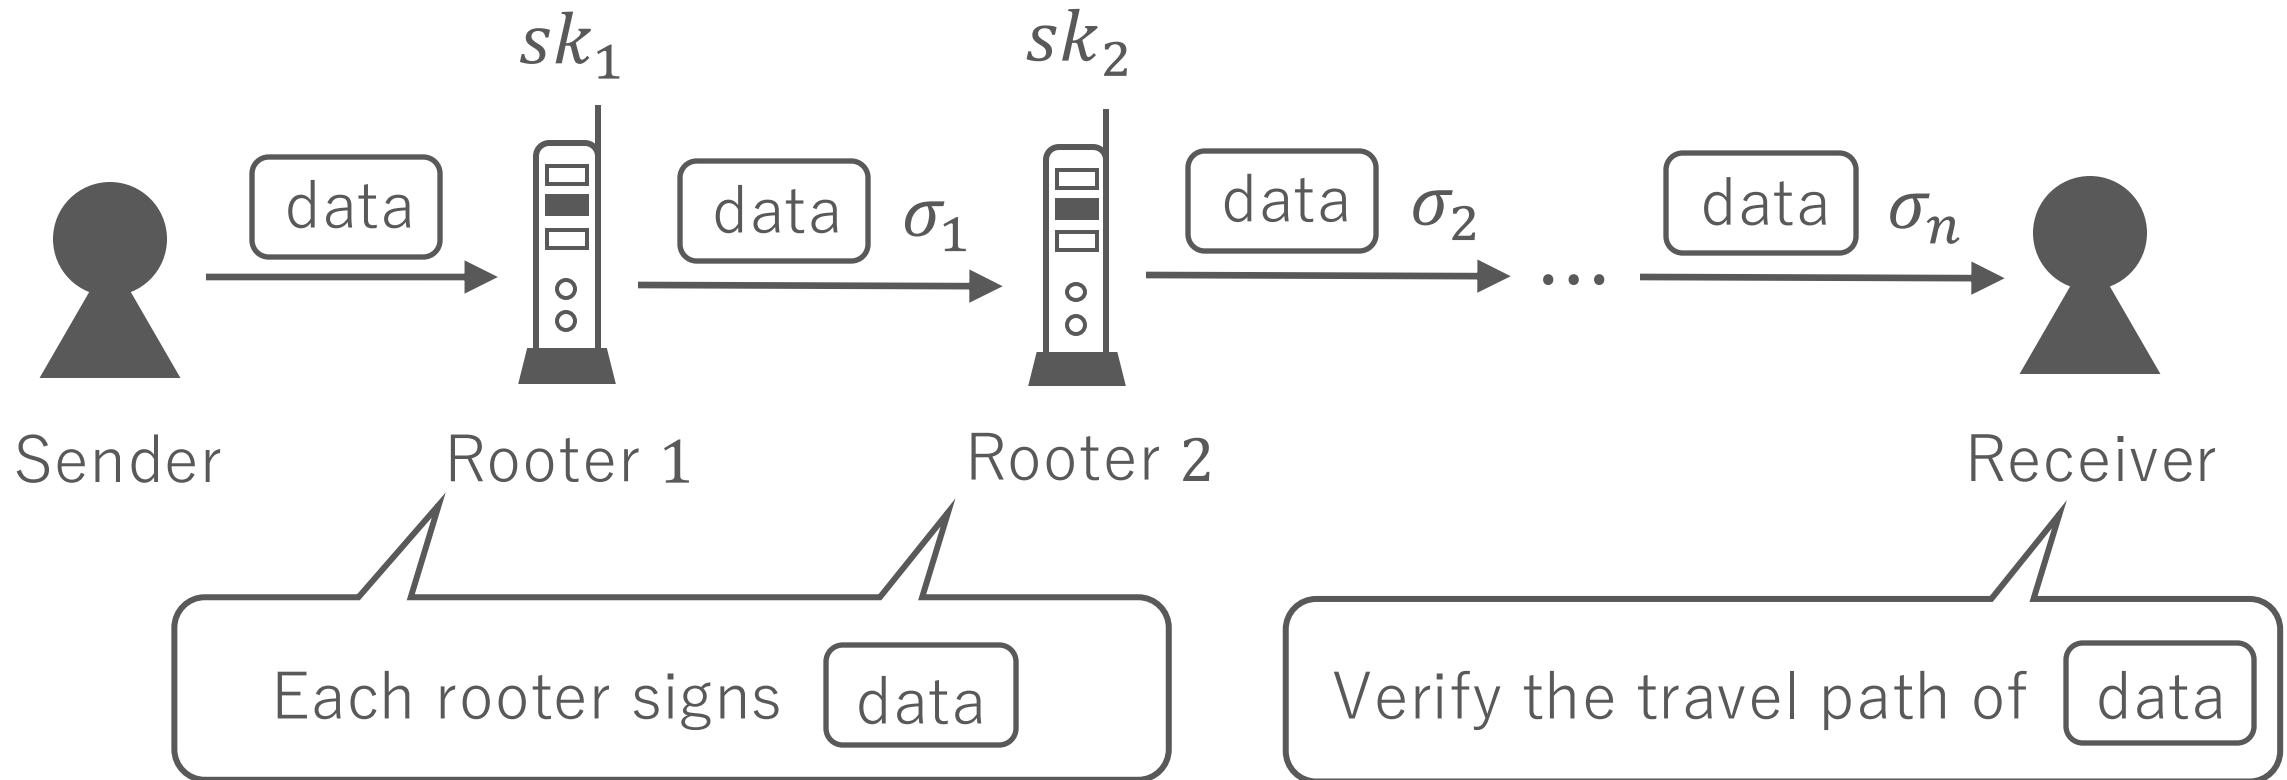 sk₁
sk₂
data
data σ₁
data σ₂
...
data σₙ
Sender
Rooter 1
Rooter 2
Receiver
Each rooter signs data
Verify the travel path of data